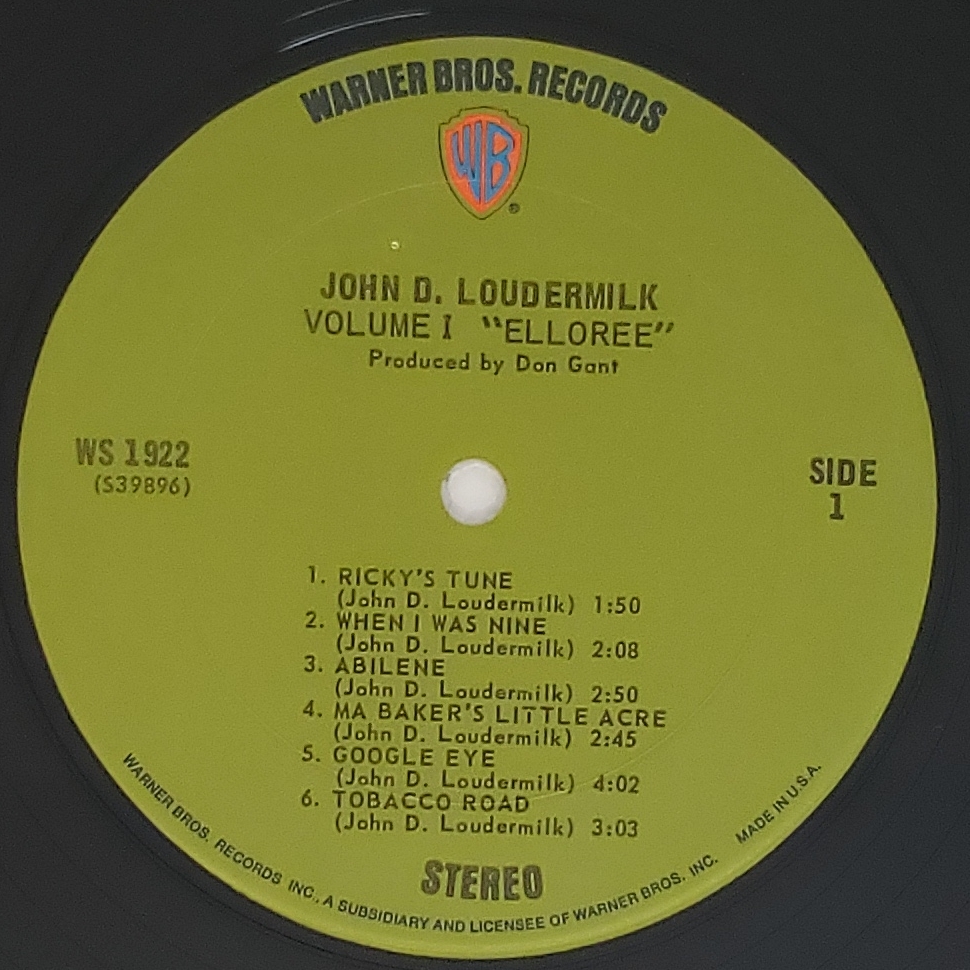 WARNER BROS. RECORDS
WB
®
JOHN D. LOUDERMILK
VOLUME I "ELLOREE"
Produced by Don Gant
WS 1922
(S39896)
SIDE
1
1. RICKY'S TUNE
(John D. Loudermilk) 1:50
2. WHEN I WAS NINE
(John D. Loudermilk) 2:08
3. ABILENE
(John D. Loudermilk) 2:50
4. MA BAKER'S LITTLE ACRE
(John D. Loudermilk) 2:45
5. GOOGLE EYE
(John D. Loudermilk) 4:02
6. TOBACCO ROAD
(John D. Loudermilk) 3:03
STEREO
WARNER BROS. RECORDS INC., A SUBSIDIARY AND LICENSEE OF WARNER BROS. INC. MADE IN U.S.A.